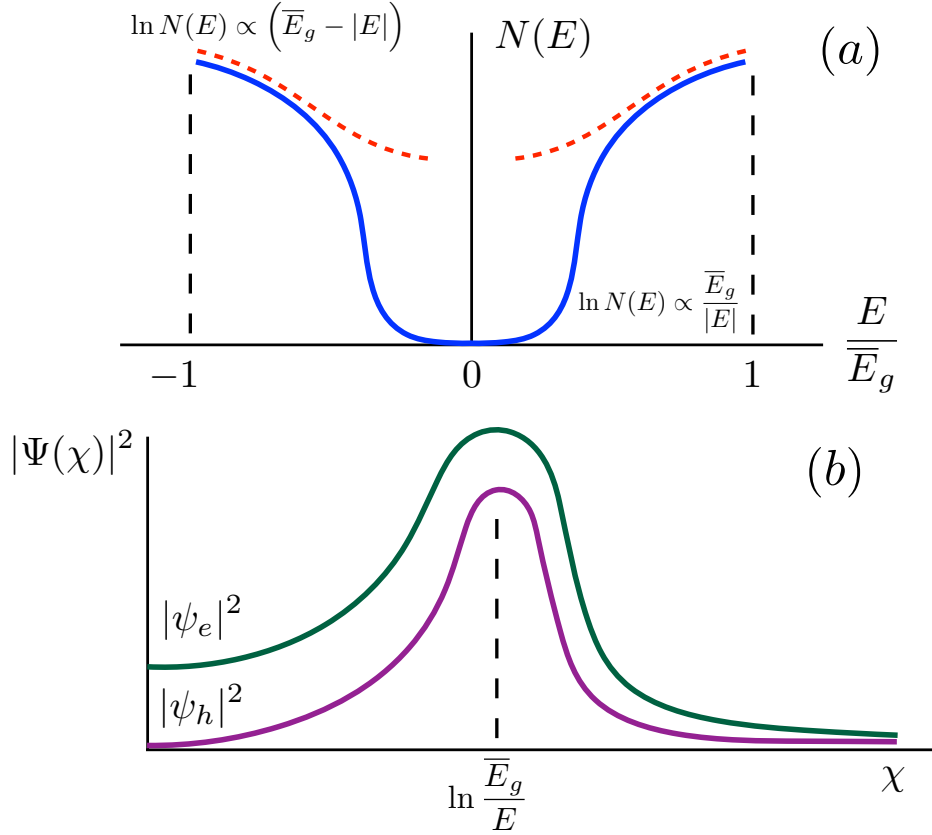 ln N(E) ∝ (E̅_g − |E|)
N(E)
(a)
ln N(E) ∝ E̅_g / |E|
E / E̅_g
−1 0 1
|Ψ(χ)|²
(b)
|ψ_e|²
|ψ_h|²
ln E̅_g / E
χ